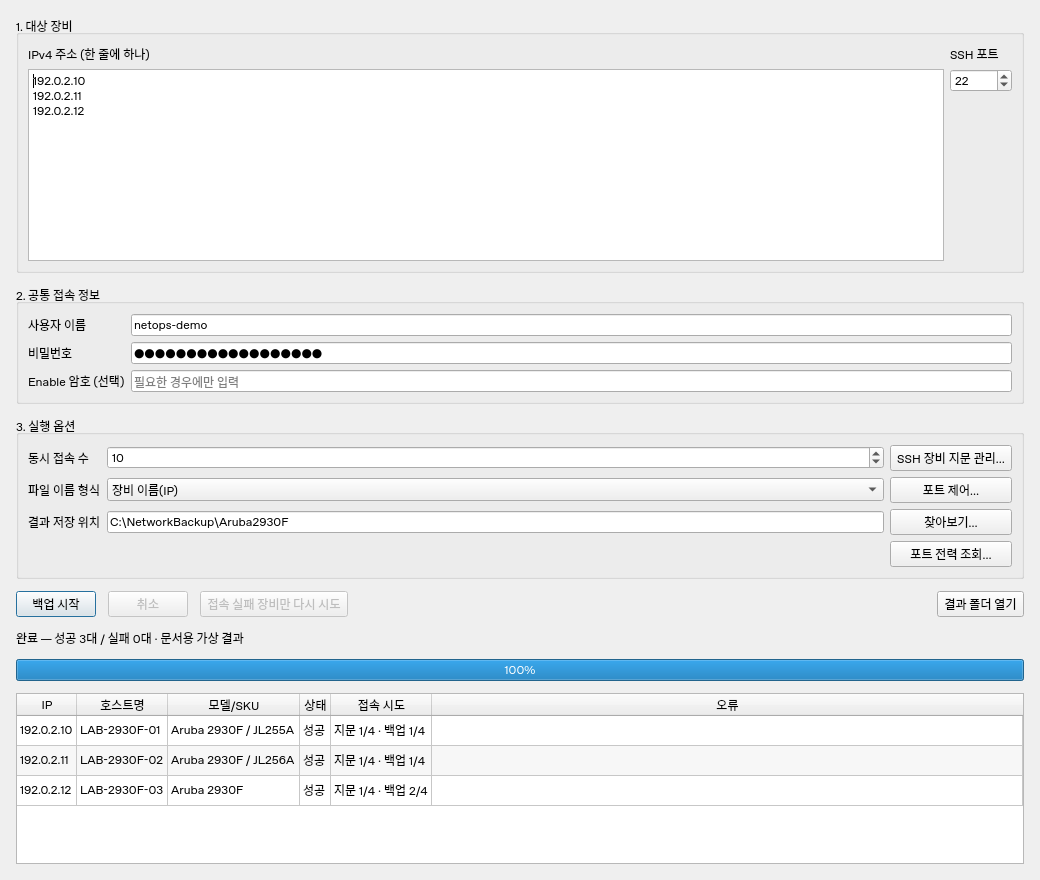 1. 대상 장비
IPv4 주소 (한 줄에 하나)
SSH 포트
192.0.2.10
192.0.2.11
192.0.2.12
22
2. 공통 접속 정보
사용자 이름
netops-demo
비밀번호
●●●●●●●●●●●●●●●●●●
Enable 암호 (선택)
필요한 경우에만 입력
3. 실행 옵션
동시 접속 수
10
SSH 장비 지문 관리...
파일 이름 형식
장비 이름(IP)
포트 제어...
결과 저장 위치
C:\NetworkBackup\Aruba2930F
찾아보기...
포트 전력 조회...
백업 시작
취소
접속 실패 장비만 다시 시도
결과 폴더 열기
완료 — 성공 3대 / 실패 0대 · 문서용 가상 결과
100%
IP 호스트명 모델/SKU 상태 접속 시도 오류
192.0.2.10 LAB-2930F-01 Aruba 2930F / JL255A 성공 지문 1/4 · 백업 1/4
192.0.2.11 LAB-2930F-02 Aruba 2930F / JL256A 성공 지문 1/4 · 백업 1/4
192.0.2.12 LAB-2930F-03 Aruba 2930F 성공 지문 1/4 · 백업 2/4